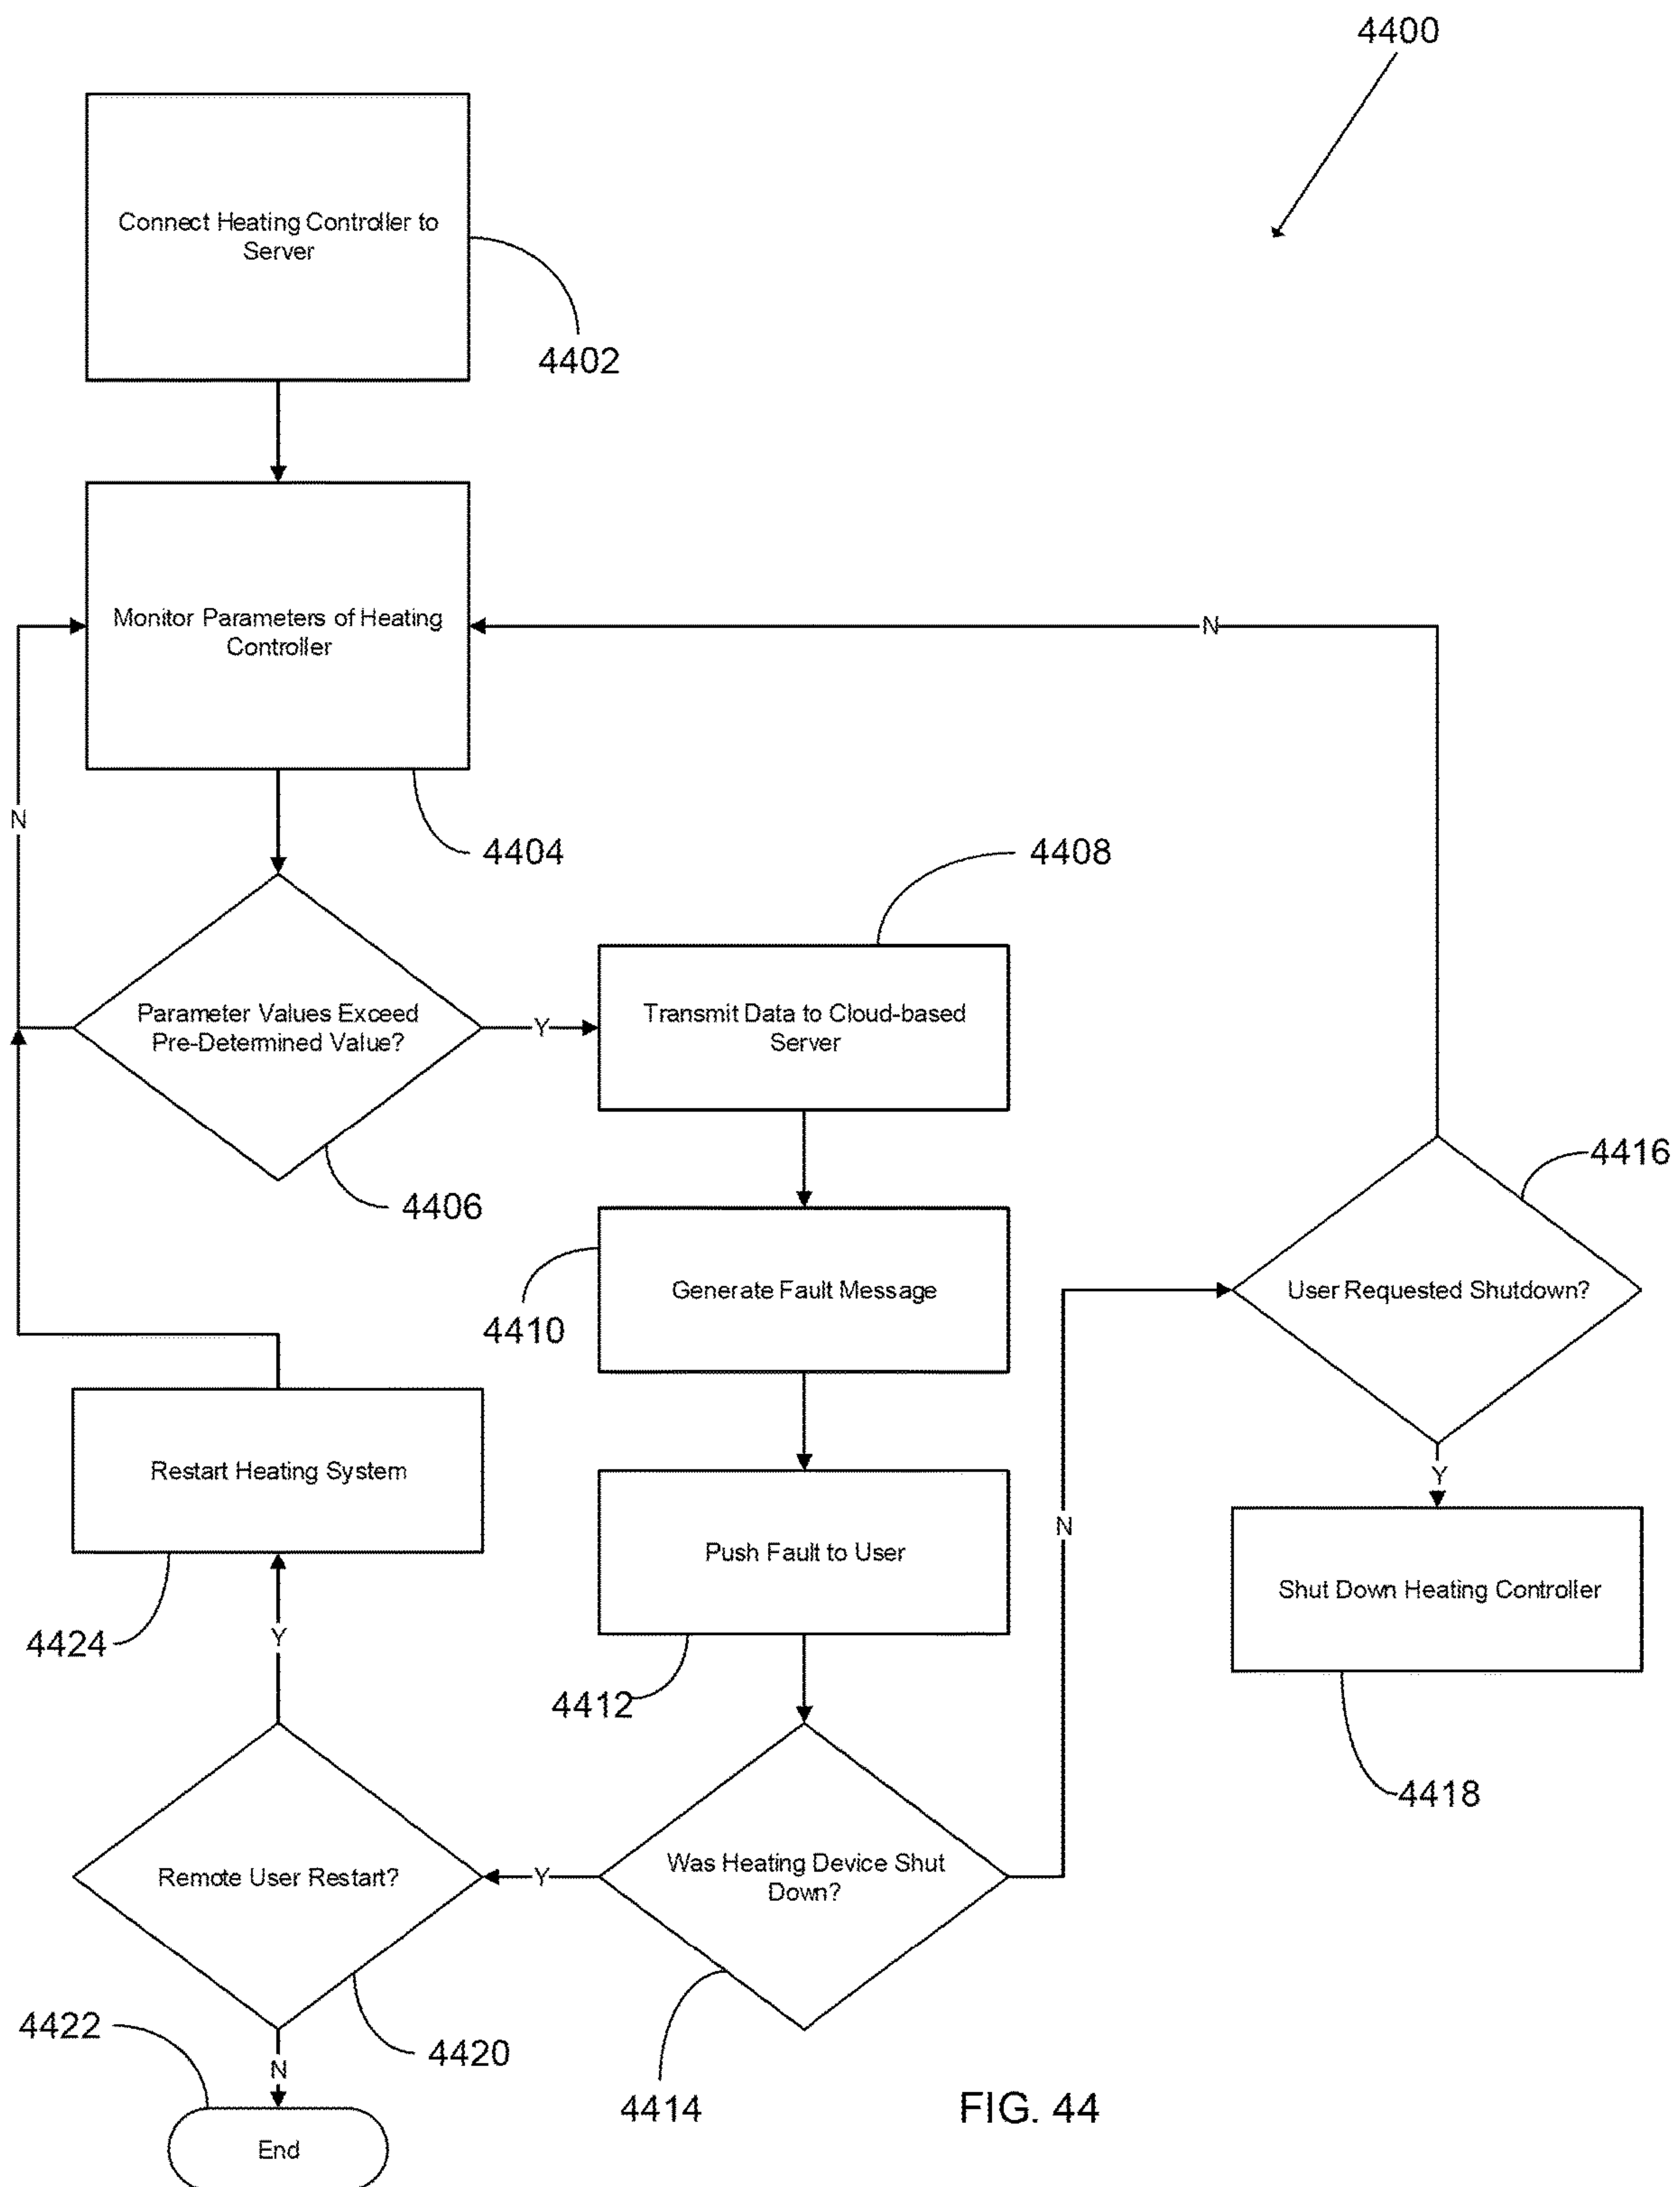 4400
Connect Heating Controller to
Server
4402
Monitor Parameters of Heating
Controller
N
N
4404
4408
Parameter Values Exceed
Pre-Determined Value?
Y
Transmit Data to Cloud-based
Server
4406
4416
Generate Fault Message
4410
User Requested Shutdown?
Restart Heating System
Y
Push Fault to User
N
Shut Down Heating Controller
4424
Y
4412
4418
Remote User Restart?
Y
Was Heating Device Shut
Down?
4422
4420
N
4414
FIG. 44
End